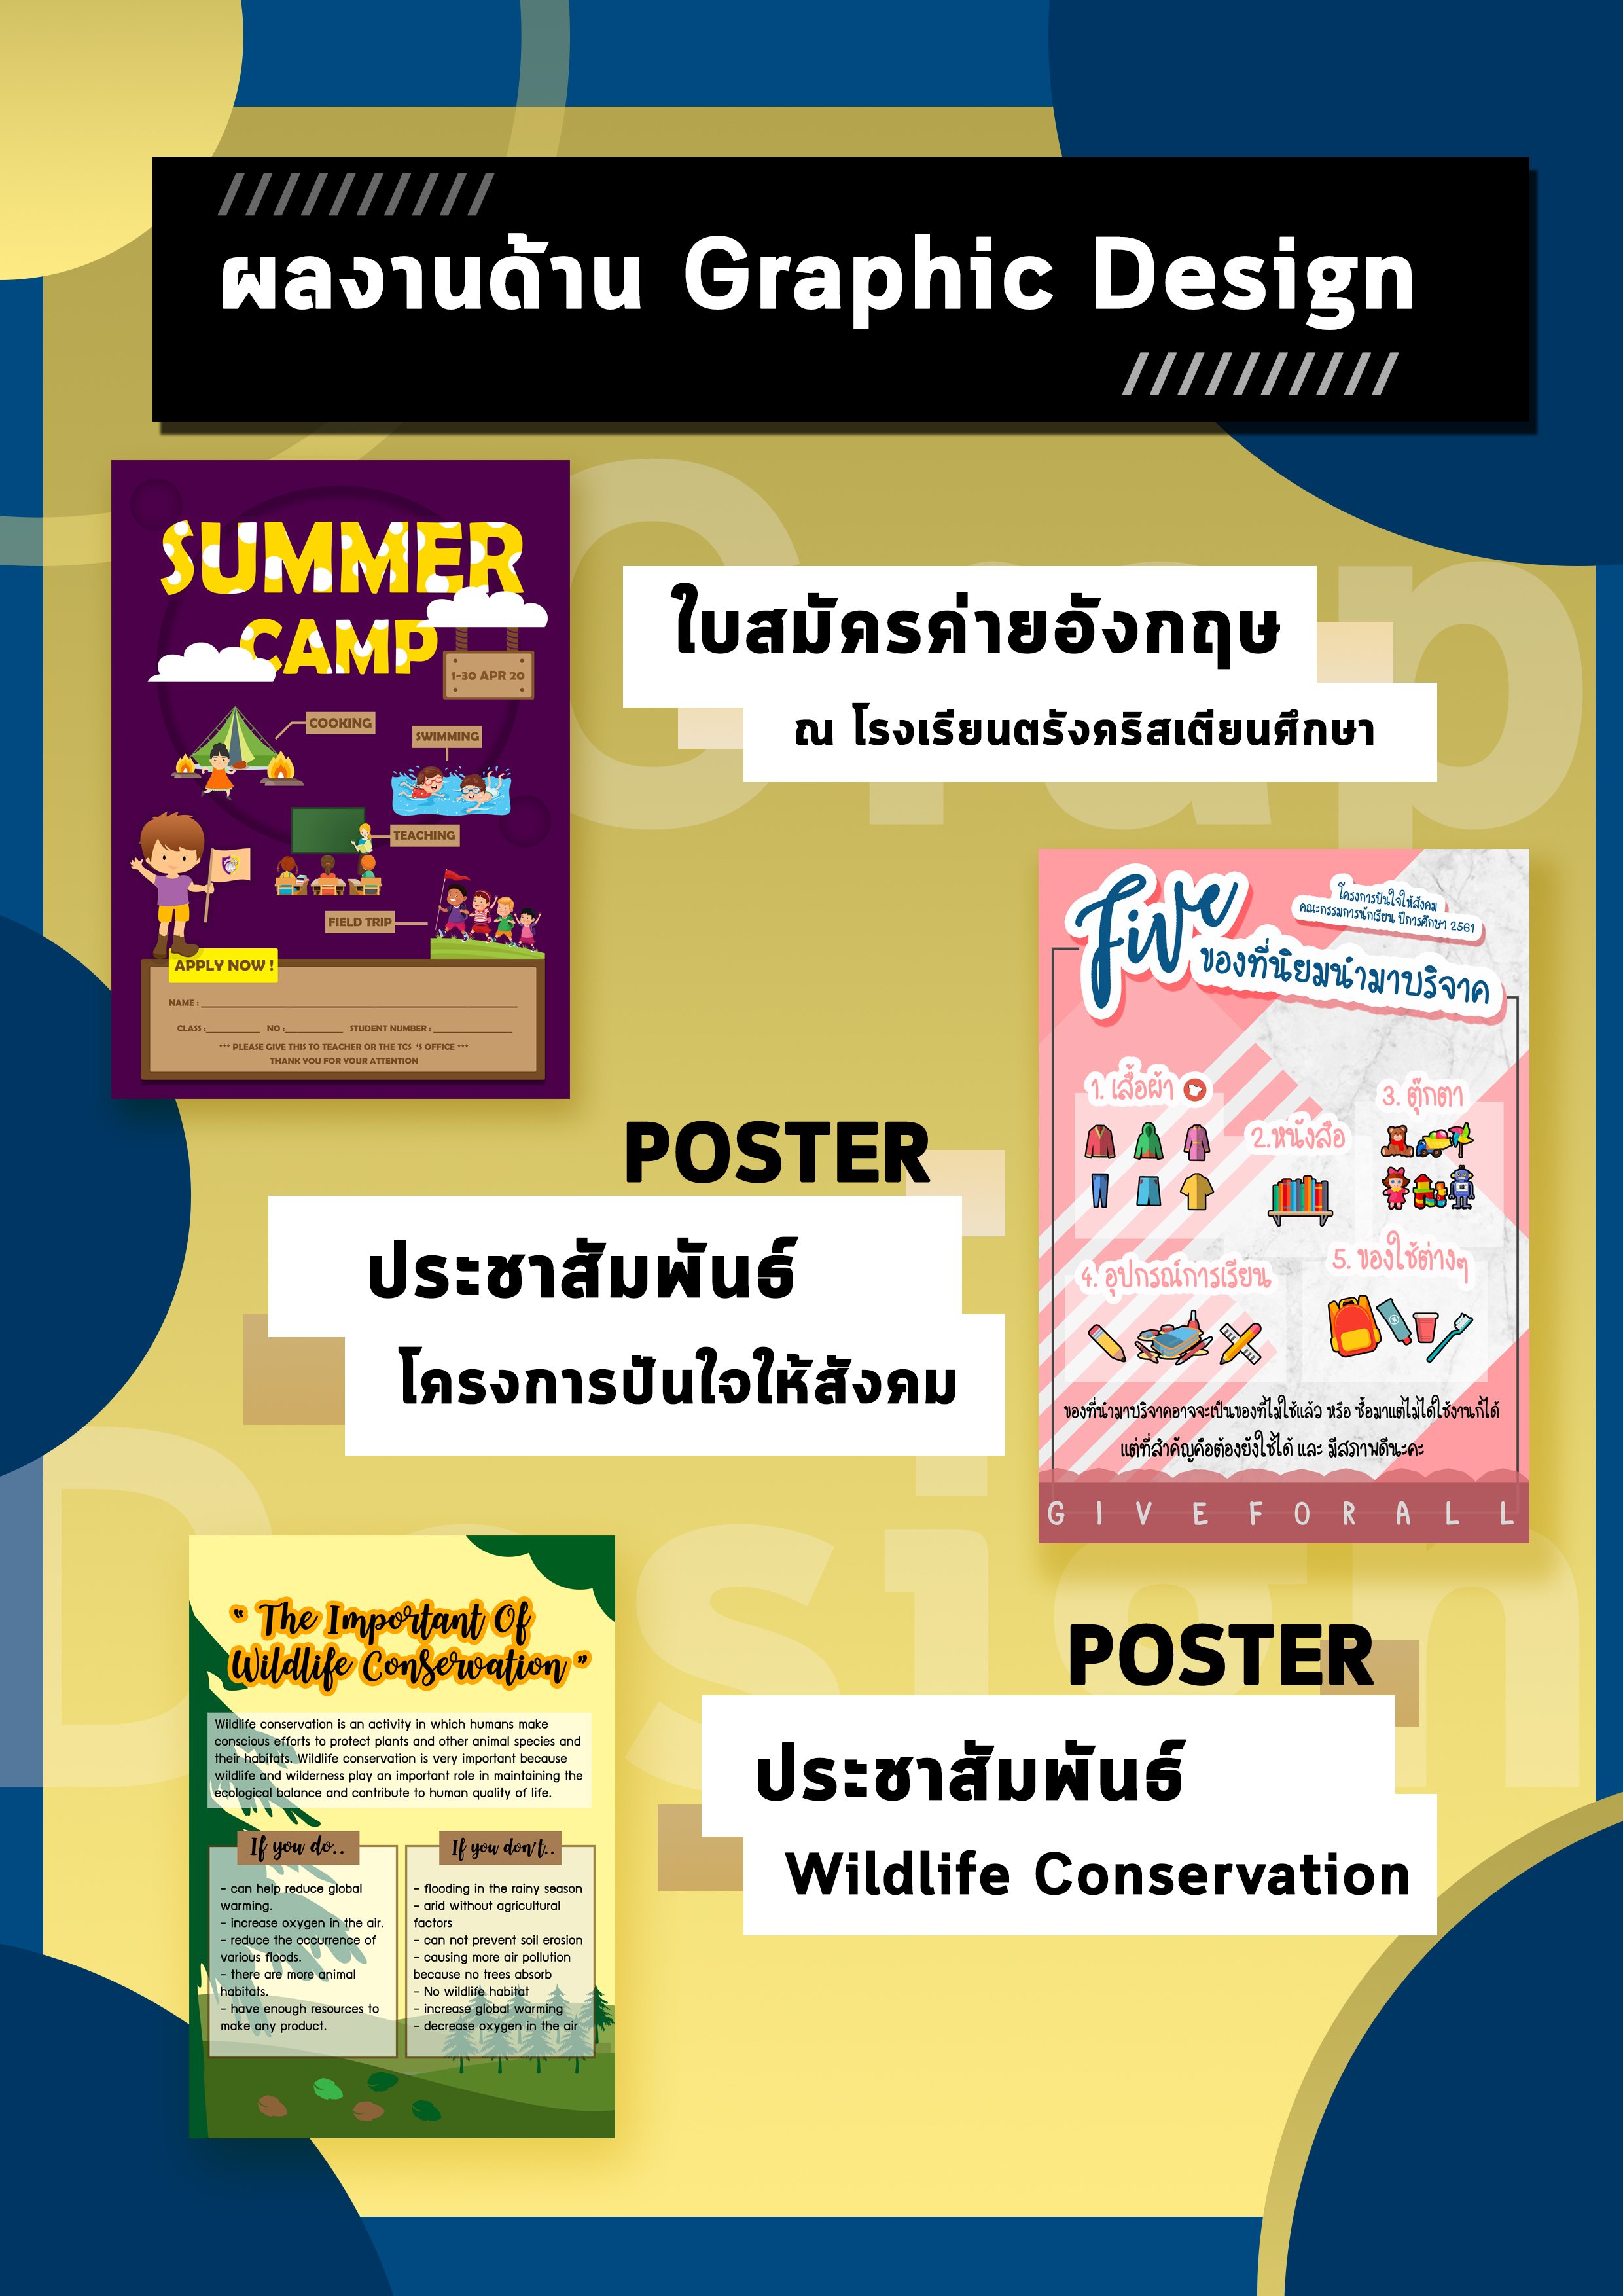 ผลงานด้าน Graphic Design
SUMMER
CAMP
1-30 APR 20
COOKING
SWIMMING
TEACHING
FIELD TRIP
APPLY NOW !
NAME :
CLASS : NO : STUDENT NUMBER :
*** PLEASE GIVE THIS TO TEACHER OR THE TCS 'S OFFICE ***
THANK YOU FOR YOUR ATTENTION
ใบสมัครค่ายอังกฤษ
ณ โรงเรียนตรังคริสเตียนศึกษา
Grap
Five
โครงการปันใจให้สังคม
คณะกรรมการนักเรียน ปีการศึกษา 2561
ของที่นิยมนำมาบริจาค
1. เสื้อผ้า
2.หนังสือ
3. ตุ๊กตา
4. อุปกรณ์การเรียน
5. ของใช้ต่างๆ
ของที่นำมาบริจาคอาจจะเป็นของที่ไม่ใช้แล้ว หรือ ซื้อมาแต่ไม่ได้ใช้งานก็ได้
แต่ที่สำคัญคือต้องยังใช้ได้ และ มีสภาพดีนะคะ
GIVEFORALL
POSTER
ประชาสัมพันธ์
โครงการปันใจให้สังคม
Design
" The Important Of
Wildlife Conservation "
Wildlife conservation is an activity in which humans make
conscious efforts to protect plants and other animal species and
their habitats. Wildlife conservation is very important because
wildlife and wilderness play an important role in maintaining the
ecological balance and contribute to human quality of life.
If you do..
- can help reduce global
warming.
- increase oxygen in the air.
- reduce the occurrence of
various floods.
- there are more animal
habitats.
- have enough resources to
make any product.
If you don't..
- flooding in the rainy season
- arid without agricultural
factors
- can not prevent soil erosion
- causing more air pollution
because no trees absorb
- No wildlife habitat
- increase global warming
- decrease oxygen in the air
POSTER
ประชาสัมพันธ์
Wildlife Conservation